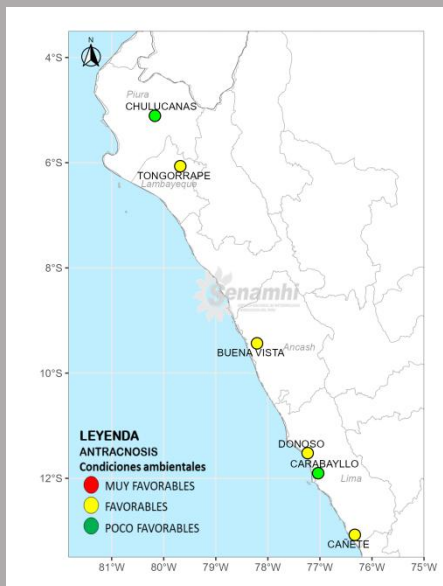 N
4°S
Piura
CHULUCANAS
6°S
TONGORRAPE
Lambayeque
8°S
Senamhi
BUENA VISTA
Ancash
10°S
LEYENDA
ANTRACNOSIS
Condiciones ambientales
MUY FAVORABLES
FAVORABLES
POCO FAVORABLES
DONOSO
CARABAYLLO
12°S
Lima
CAÑETE
81°W 80°W 79°W 78°W 77°W 76°W 75°W